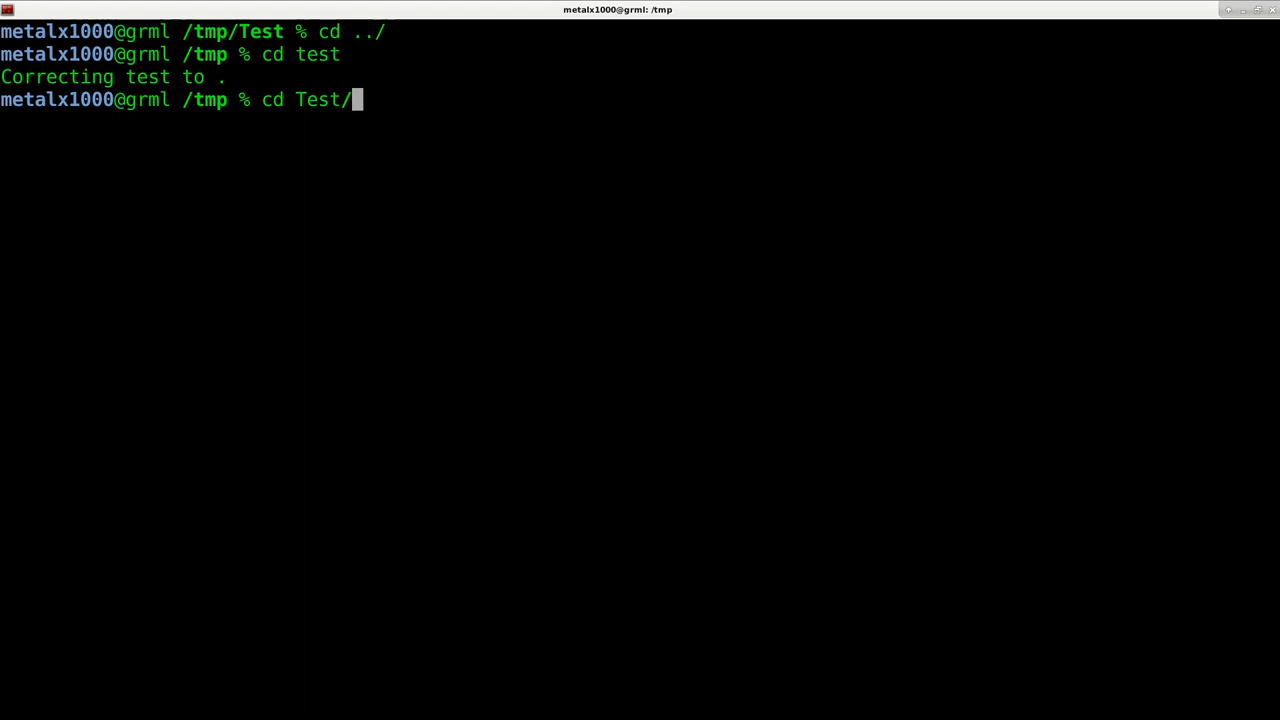 metalx1000@grml: /tmp
metalx1000@grml /tmp/Test % cd ../
metalx1000@grml /tmp % cd test
Correcting test to .
metalx1000@grml /tmp % cd Test/